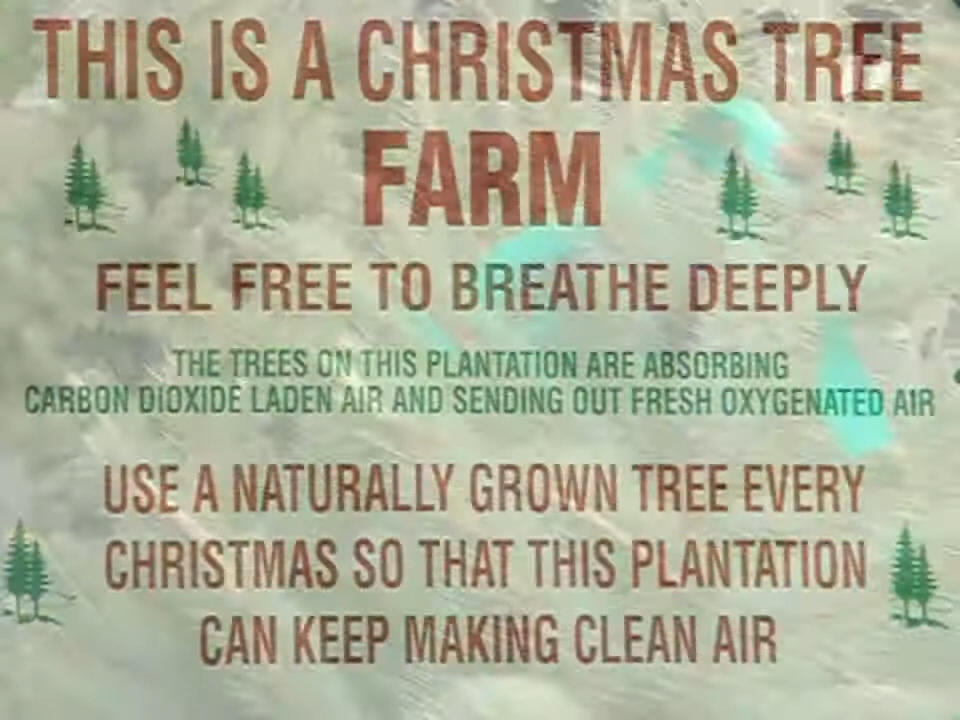 THIS IS A CHRISTMAS TREE
FARM
FEEL FREE TO BREATHE DEEPLY
THE TREES ON THIS PLANTATION ARE ABSORBING
CARBON DIOXIDE LADEN AIR AND SENDING OUT FRESH OXYGENATED AIR
USE A NATURALLY GROWN TREE EVERY
CHRISTMAS SO THAT THIS PLANTATION
CAN KEEP MAKING CLEAN AIR